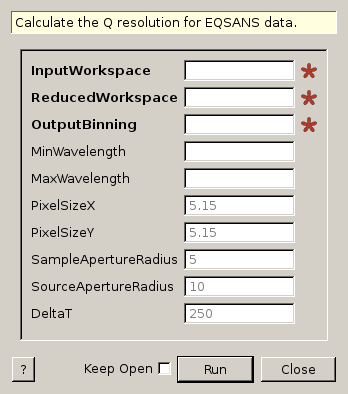 Calculate the Q resolution for EQSANS data.
InputWorkspace
ReducedWorkspace
OutputBinning
MinWavelength
MaxWavelength
PixelSizeX 5.15
PixelSizeY 5.15
SampleApertureRadius 5
SourceApertureRadius 10
DeltaT 250
? Keep Open Run Close